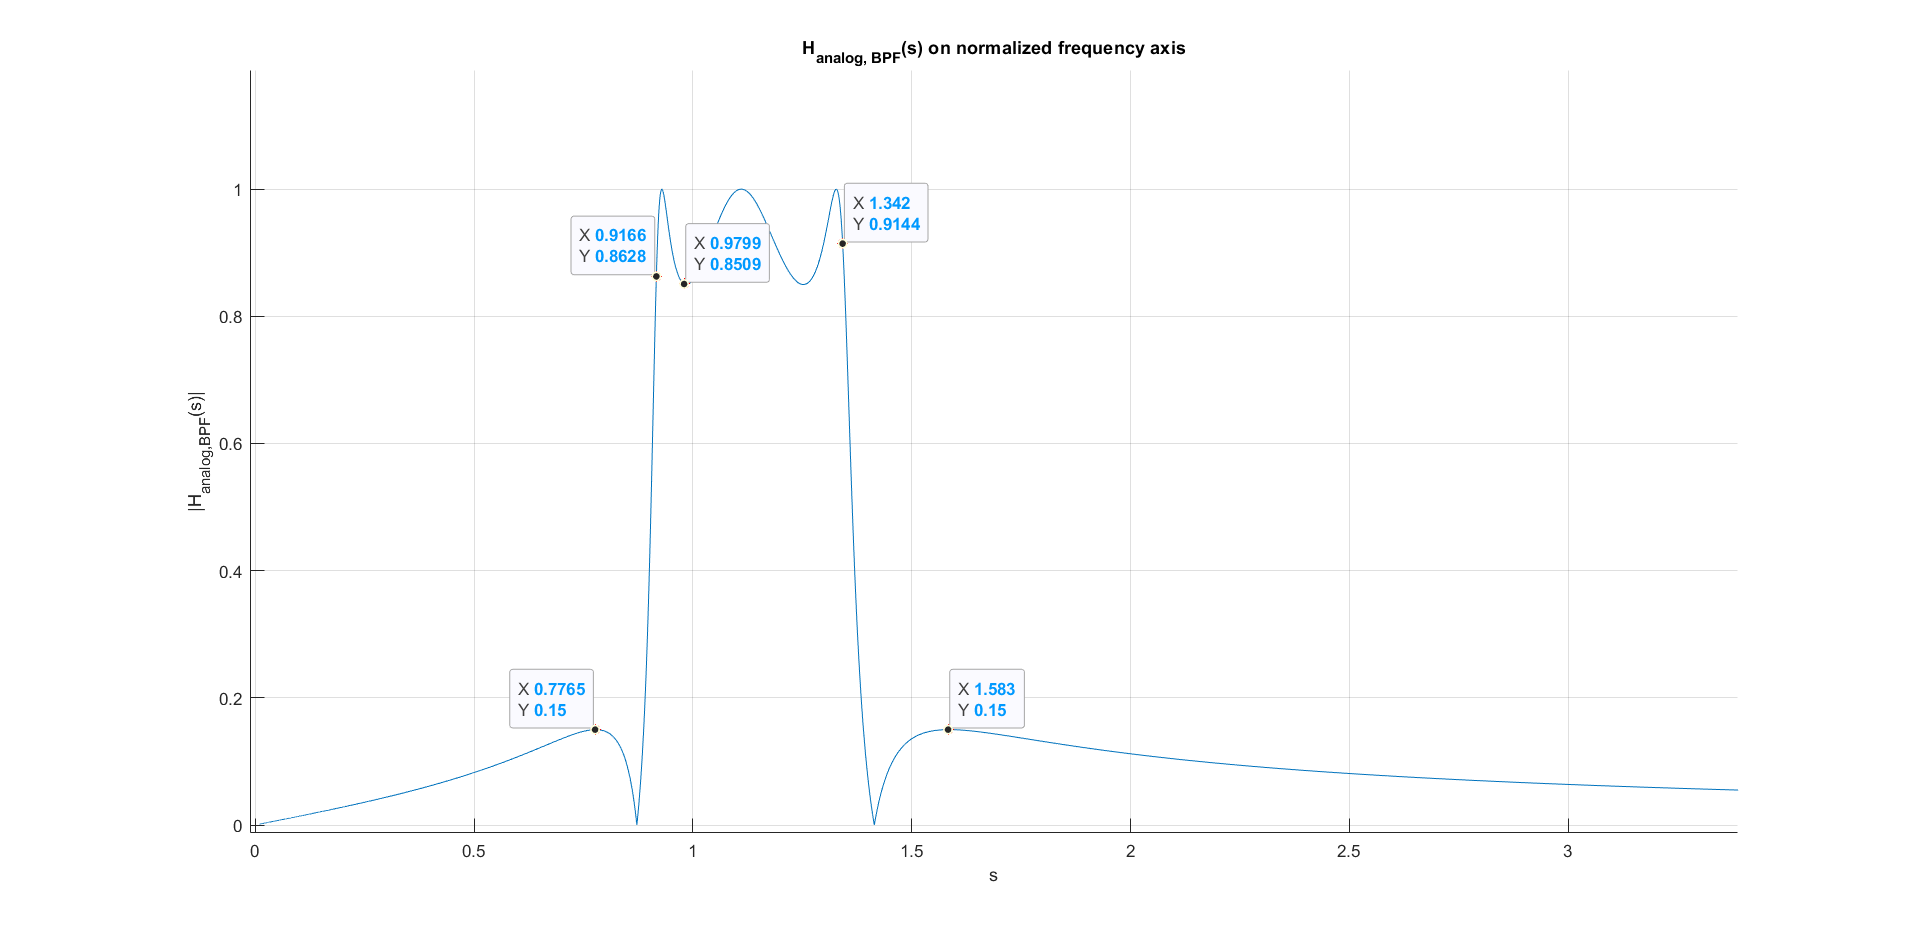 H_analog, BPF(s) on normalized frequency axis
|H_analog,BPF(s)|
1
0.8
0.6
0.4
0.2
0
X 0.9166
Y 0.8628
X 0.9799
Y 0.8509
X 1.342
Y 0.9144
X 0.7765
Y 0.15
X 1.583
Y 0.15
0 0.5 1 1.5 2 2.5 3
s